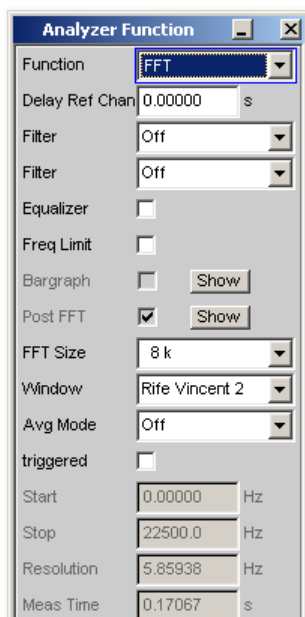 Analyzer Function
Function FFT
Delay Ref Chan 0.00000 s
Filter Off
Filter Off
Equalizer
Freq Limit
Bargraph Show
Post FFT Show
FFT Size 8 k
Window Rife Vincent 2
Avg Mode Off
triggered
Start 0.00000 Hz
Stop 22500.0 Hz
Resolution 5.85938 Hz
Meas Time 0.17067 s